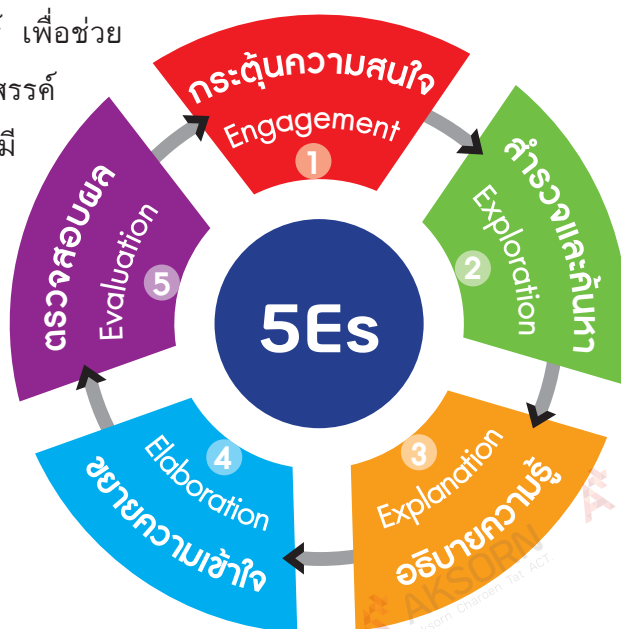 เพื่อช่วย
สรรค์
มี
กระตุ้นความสนใจ
Engagement
1
สำรวจและค้นหา
Exploration
2
อธิบายความรู้
Explanation
3
ขยายความเข้าใจ
Elaboration
4
ตรวจสอบผล
Evaluation
5
5Es
AKSORN
Aksorn Charoen Tat ACT.